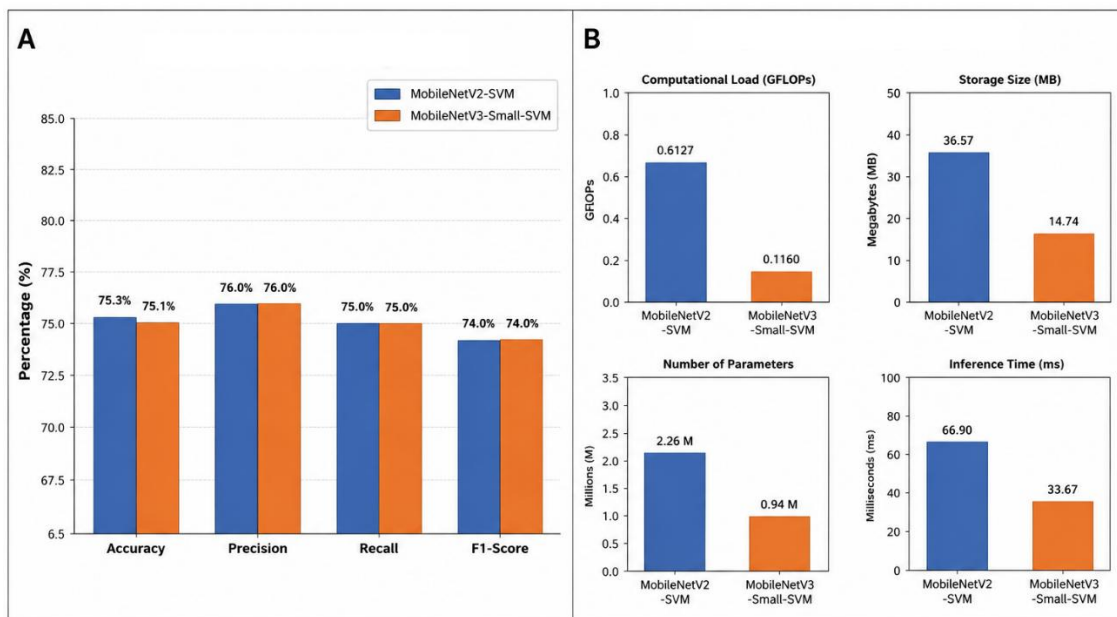 A
MobileNetV2-SVM
MobileNetV3-Small-SVM
Percentage (%)
85.0
82.5
80.0
77.5
75.0
72.5
70.0
67.5
6.5
75.3%
75.1%
76.0%
76.0%
75.0%
75.0%
74.0%
74.0%
Accuracy
Precision
Recall
F1-Score
B
Computational Load (GFLOPs)
GFLOPs
1.0
0.8
0.6
0.4
0.2
0.0
0.6127
0.1160
MobileNetV2
-SVM
MobileNetV3
-Small-SVM
Storage Size (MB)
Megabytes (MB)
50
40
30
20
10
0
36.57
14.74
MobileNetV2
-SVM
MobileNetV3
-Small-SVM
Number of Parameters
Millions (M)
3.5
3.0
2.5
2.0
1.5
1.0
0.5
0.0
2.26 M
0.94 M
MobileNetV2
-SVM
MobileNetV3
-Small-SVM
Inference Time (ms)
Milliseconds (ms)
100
80
60
40
20
0
66.90
33.67
MobileNetV2
-SVM
MobileNetV3
-Small-SVM